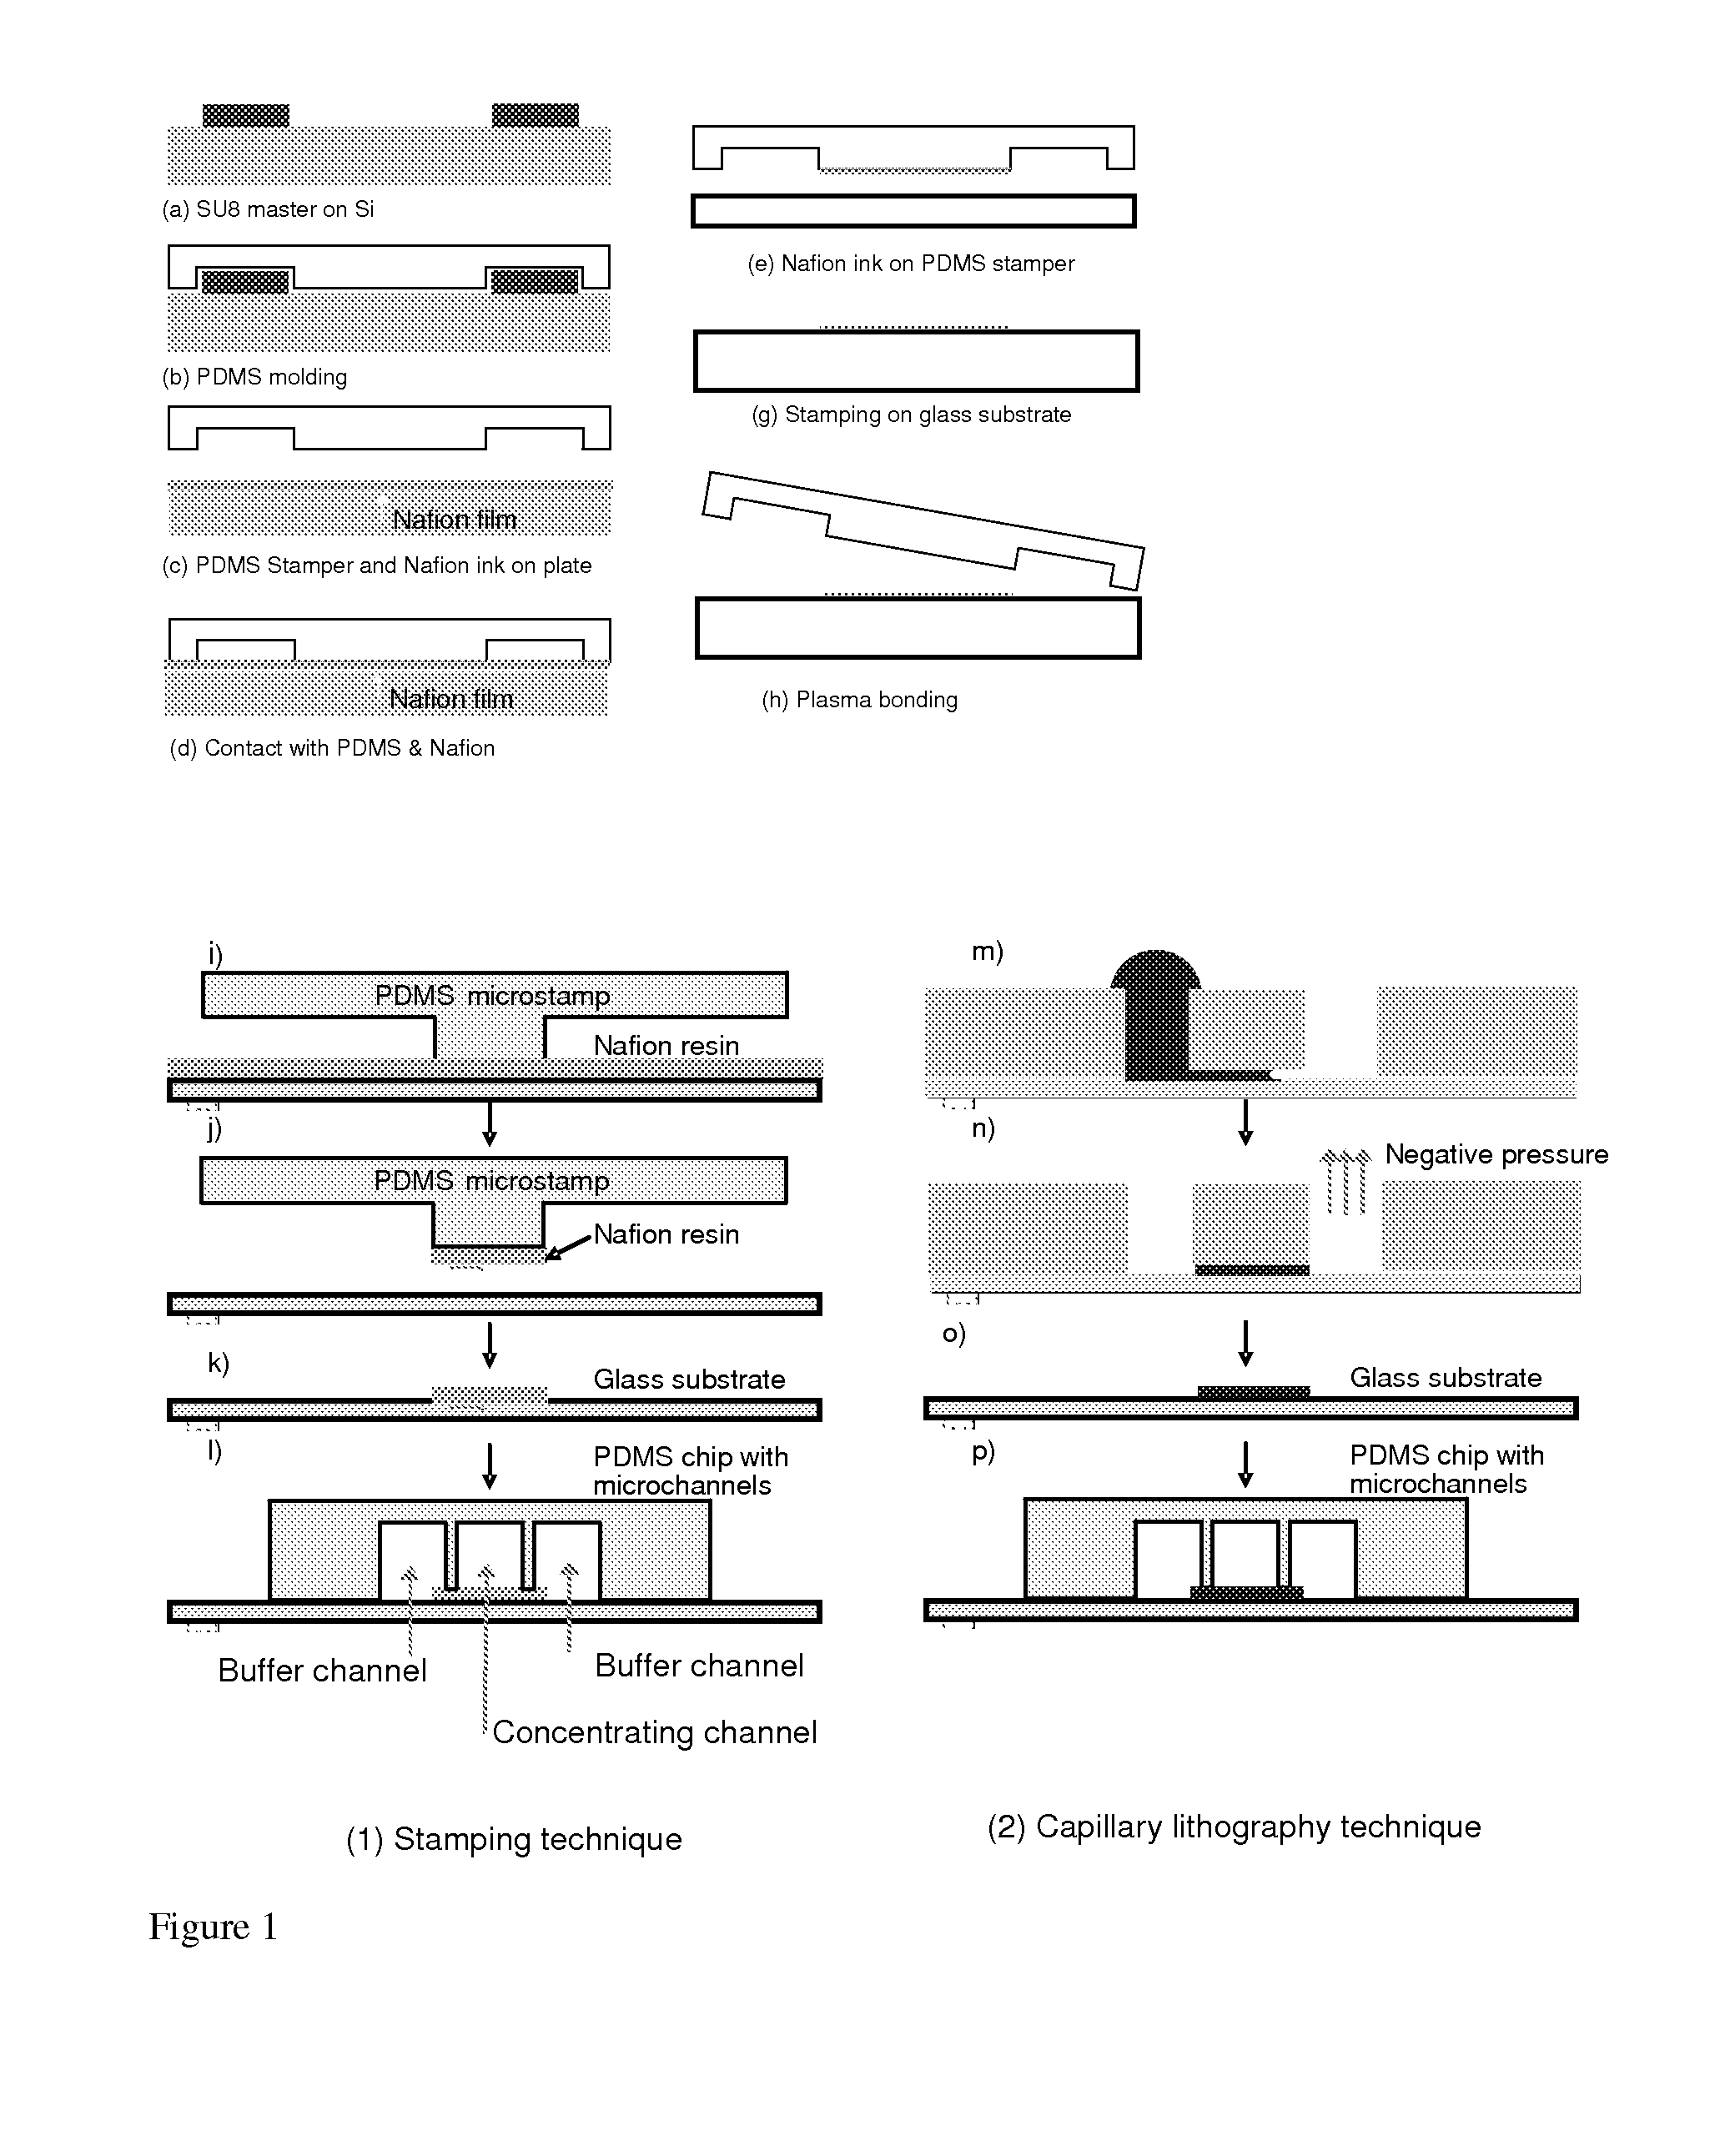 (a) SU8 master on Si
(b) PDMS molding
Nafion film
(c) PDMS Stamper and Nafion ink on plate
Nafion film
(d) Contact with PDMS & Nafion
(e) Nafion ink on PDMS stamper
(g) Stamping on glass substrate
(h) Plasma bonding
i)
PDMS microstamp
Nafion resin
j)
PDMS microstamp
Nafion resin
k)
Glass substrate
l)
PDMS chip with
microchannels
Buffer channel
Buffer channel
Concentrating channel
(1) Stamping technique
m)
n)
Negative pressure
o)
Glass substrate
p)
PDMS chip with
microchannels
(2) Capillary lithography technique
Figure 1